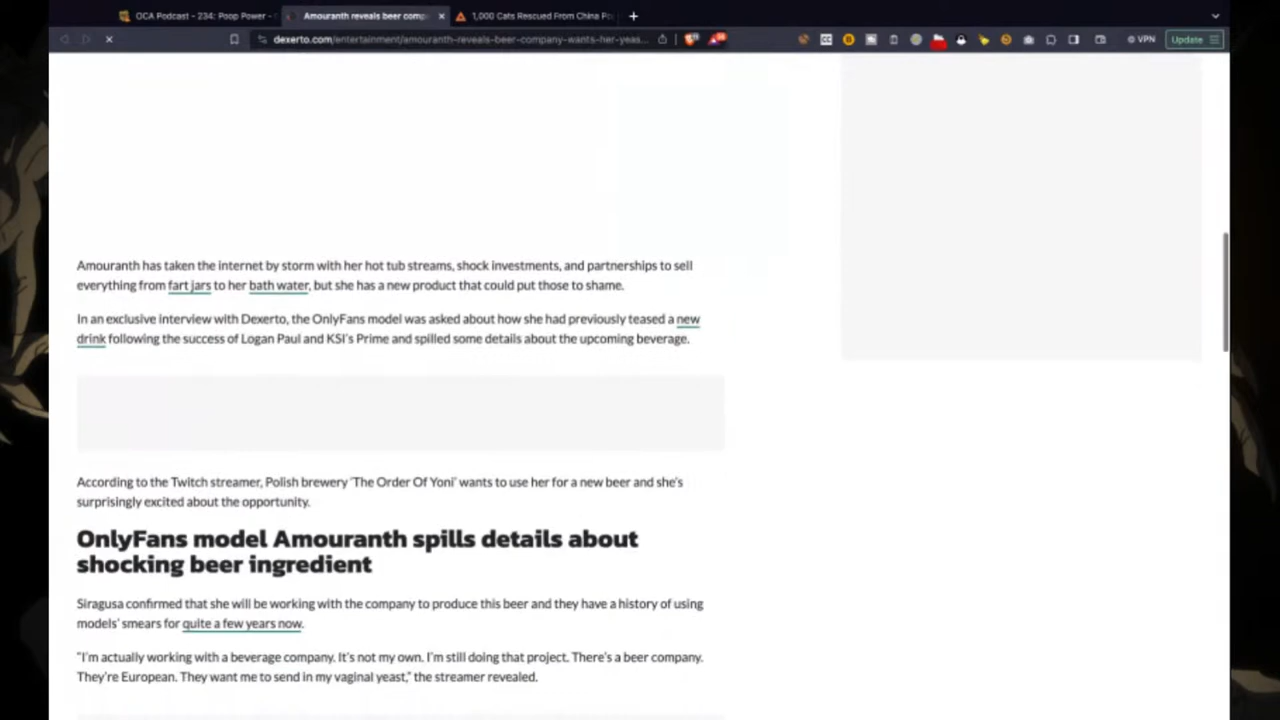 OCA Podcast - 234: Poop Power -
Amouranth reveals beer comp
1,000 Cats Rescued From China Po
dexerto.com/entertainment/amouranth-reveals-beer-company-wants-her-yeas...
VPN
Update
Amouranth has taken the internet by storm with her hot tub streams, shock investments, and partnerships to sell
everything from fart jars to her bath water, but she has a new product that could put those to shame.
In an exclusive interview with Dexerto, the OnlyFans model was asked about how she had previously teased a new
drink following the success of Logan Paul and KSI's Prime and spilled some details about the upcoming beverage.
According to the Twitch streamer, Polish brewery 'The Order Of Yoni' wants to use her for a new beer and she's
surprisingly excited about the opportunity.
OnlyFans model Amouranth spills details about
shocking beer ingredient
Siragusa confirmed that she will be working with the company to produce this beer and they have a history of using
models' smears for quite a few years now.
"I'm actually working with a beverage company. It's not my own. I'm still doing that project. There's a beer company.
They're European. They want me to send in my vaginal yeast," the streamer revealed.